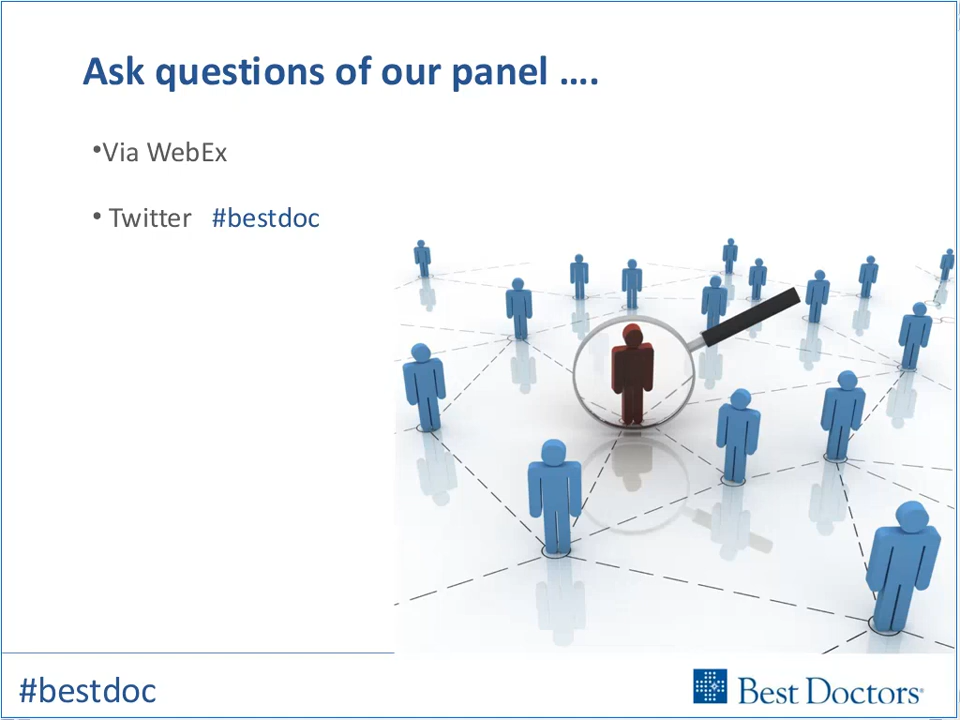 Ask questions of our panel ....
•Via WebEx
• Twitter #bestdoc
#bestdoc
Best Doctors®